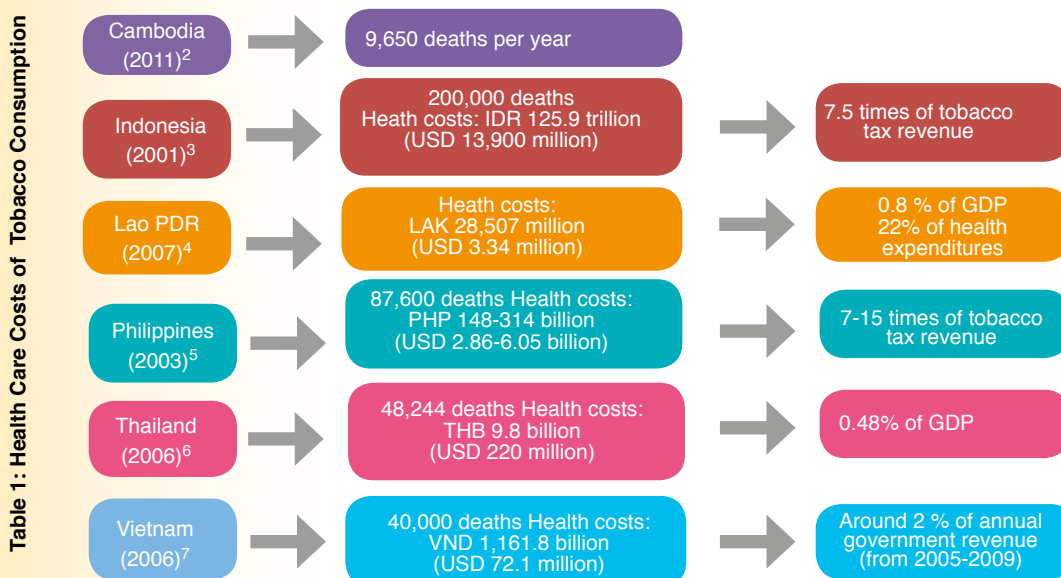 Table 1: Health Care Costs of Tobacco Consumption
Cambodia
(2011)2
9,650 deaths per year
Indonesia
(2001)3
200,000 deaths
Heath costs: IDR 125.9 trillion
(USD 13,900 million)
7.5 times of tobacco
tax revenue
Lao PDR
(2007)4
Heath costs:
LAK 28,507 million
(USD 3.34 million)
0.8 % of GDP
22% of health
expenditures
Philippines
(2003)5
87,600 deaths Health costs:
PHP 148-314 billion
(USD 2.86-6.05 billion)
7-15 times of tobacco
tax revenue
Thailand
(2006)6
48,244 deaths Health costs:
THB 9.8 billion
(USD 220 million)
0.48% of GDP
Vietnam
(2006)7
40,000 deaths Health costs:
VND 1,161.8 billion
(USD 72.1 million)
Around 2 % of annual
government revenue
(from 2005-2009)